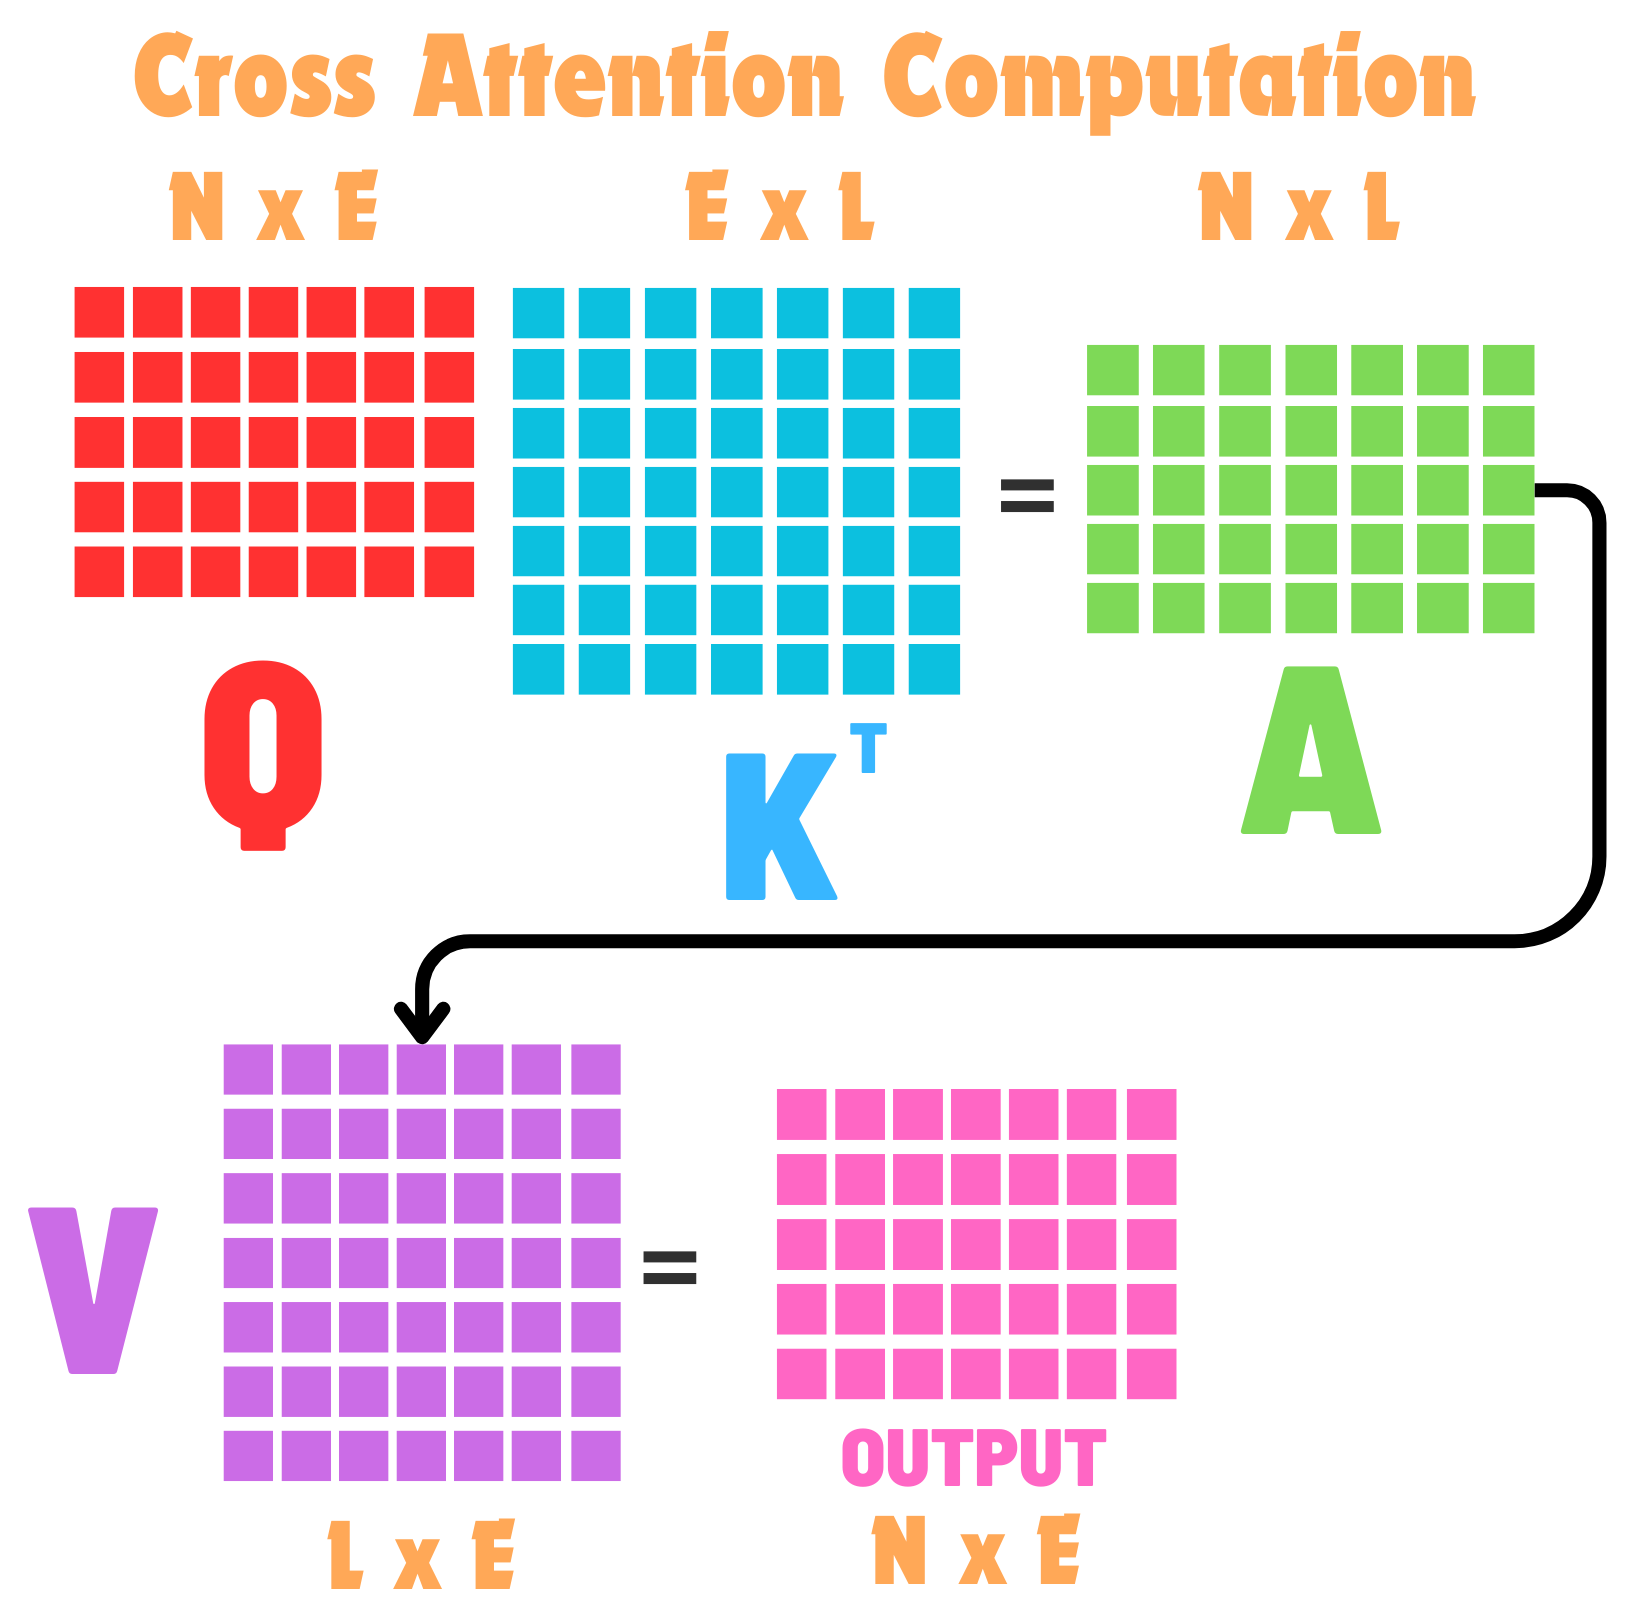 Cross Attention Computation
N x E
E x L
N x L
=
Q
K^T
A
V
=
OUTPUT
L x E
N x E